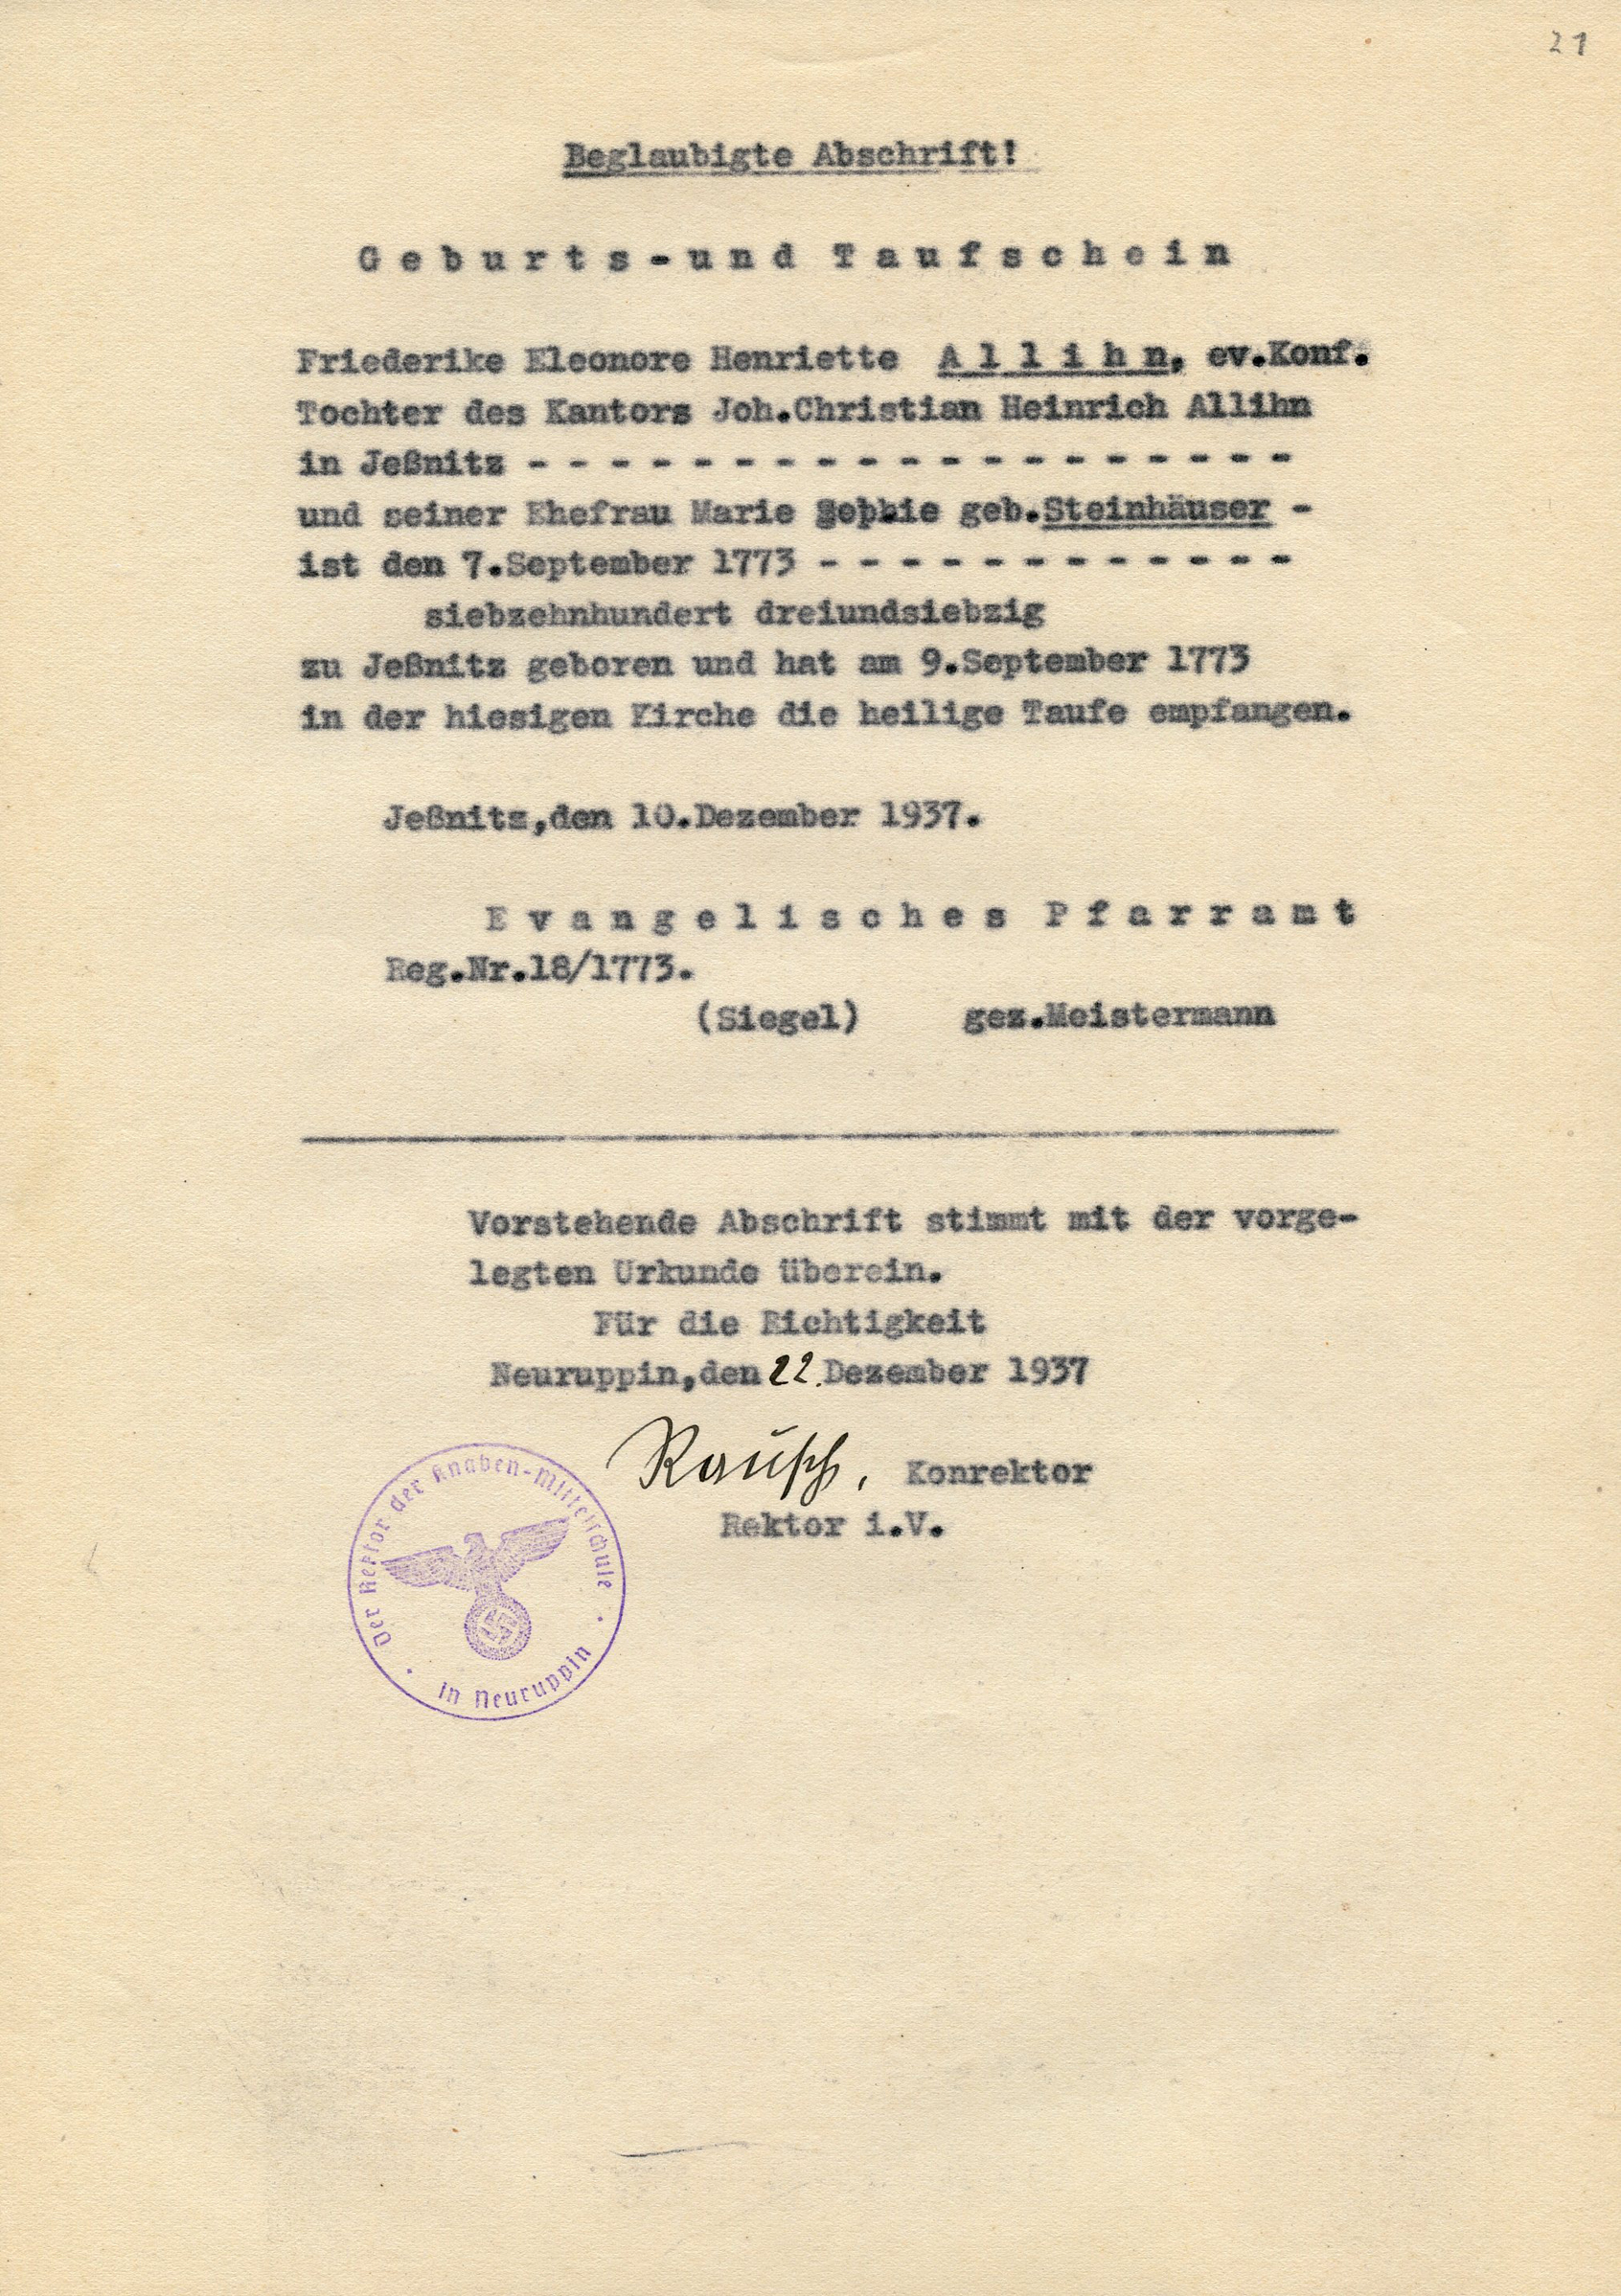 21
Beglaubigte Abschrift!
Geburts-und Taufschein
Friederike Eleonore Henriette Allihn, ev.Konf.
Tochter des Kantors Joh.Christian Heinrich Allihn
in Jeßnitz - - - - - - - - - - - - - - - - - - -
und seiner Ehefrau Marie Sophie geb.Steinhäuser -
ist den 7.September 1773 - - - - - - - - - - - -
siebzehnhundert dreiundsiebzig
zu Jeßnitz geboren und hat am 9.September 1773
in der hiesigen Kirche die heilige Taufe empfangen.
Jeßnitz,den 10.Dezember 1937.
Evangelisches Pfarramt
Reg.Nr.18/1773.
(Siegel) gez.Meistermann
Vorstehende Abschrift stimmt mit der vorge-
legten Urkunde überein.
Für die Richtigkeit
Neuruppin,den 22. Dezember 1937
Rausch, Konrektor
Rektor i.V.
Der Rektor der Knaben-Mittelschule
in Neuruppin